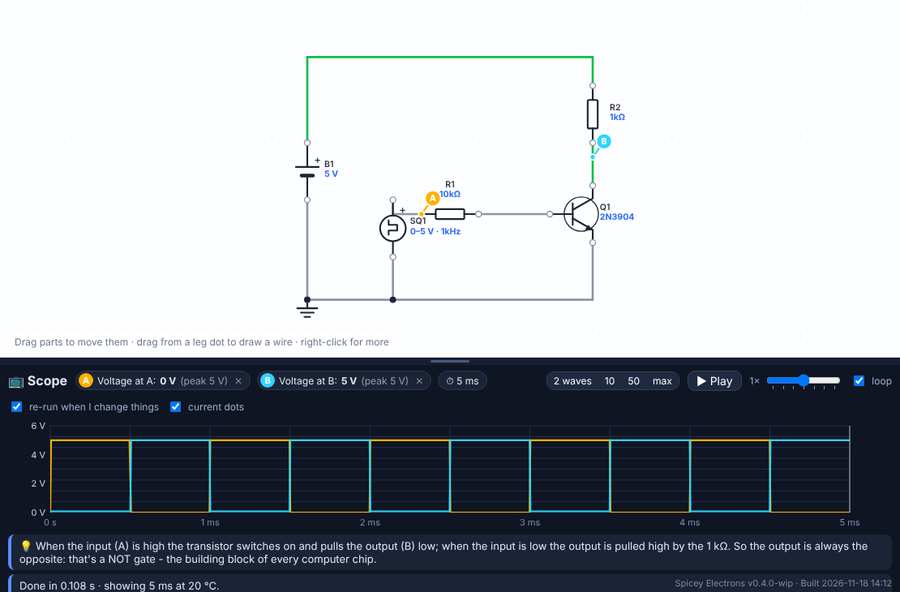 R2
1kΩ
B
+
B1
5 V
R1
A
10kΩ
+
SQ1
0–5 V · 1kHz
Q1
2N3904
Drag parts to move them · drag from a leg dot to draw a wire · right-click for more
Scope
A Voltage at A: 0 V (peak 5 V) ×
B Voltage at B: 5 V (peak 5 V) ×
⏱ 5 ms
2 waves 10 50 max
▶ Play
1×
loop
re-run when I change things
current dots
6 V
4 V
2 V
0 V
0 s 1 ms 2 ms 3 ms 4 ms 5 ms
💡 When the input (A) is high the transistor switches on and pulls the output (B) low; when the input is low the output is pulled high by the 1 kΩ. So the output is always the
opposite: that's a NOT gate - the building block of every computer chip.
Done in 0.108 s · showing 5 ms at 20 °C.
Spicey Electrons v0.4.0-wip · Built 2026-11-18 14:12